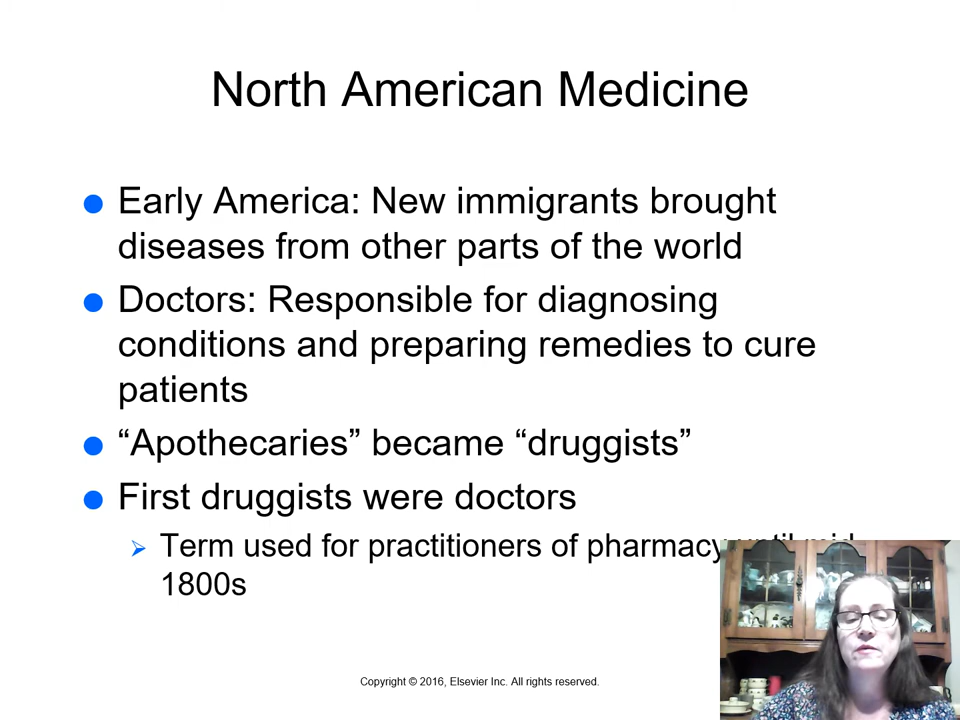 North American Medicine
Early America: New immigrants brought
diseases from other parts of the world
Doctors: Responsible for diagnosing
conditions and preparing remedies to cure
patients
“Apothecaries” became “druggists”
First druggists were doctors
Term used for practitioners of pharmacy until mid
1800s
Copyright © 2016, Elsevier Inc. All rights reserved.